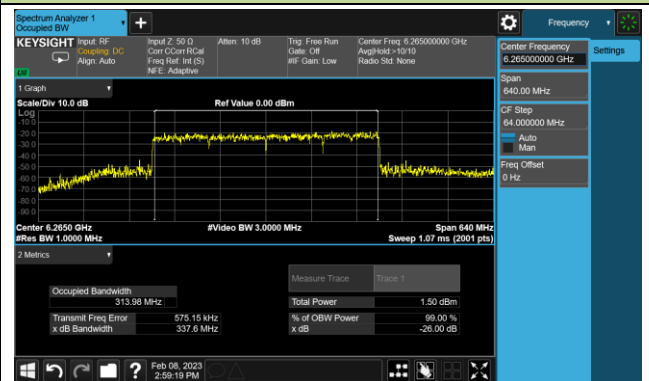 Spectrum Analyzer 1
Occupied BW
+
Frequency
KEYSIGHT
Input: RF
Coupling: DC
Align: Auto
Input Z: 50 Ω
Corr CCorr RCal
Freq Ref: Int (S)
NFE: Adaptive
Atten: 10 dB
Trig: Free Run
Gate: Off
#IF Gain: Low
Center Freq: 6.265000000 GHz
Avg|Hold:>10/10
Radio Std: None
Center Frequency
6.265000000 GHz
Settings
Span
640.00 MHz
CF Step
64.000000 MHz
Auto
Man
Freq Offset
0 Hz
1 Graph
Scale/Div 10.0 dB
Ref Value 0.00 dBm
Log
-10.0
-20.0
-30.0
-40.0
-50.0
-60.0
-70.0
-80.0
-90.0
Center 6.2650 GHz
#Video BW 3.0000 MHz
Span 640 MHz
#Res BW 1.0000 MHz
Sweep 1.07 ms (2001 pts)
2 Metrics
Measure Trace
Trace 1
Occupied Bandwidth
313.98 MHz
Total Power
1.50 dBm
Transmit Freq Error
575.15 kHz
% of OBW Power
99.00 %
x dB Bandwidth
337.6 MHz
x dB
-26.00 dB
?
Feb 08, 2023
2:59:19 PM